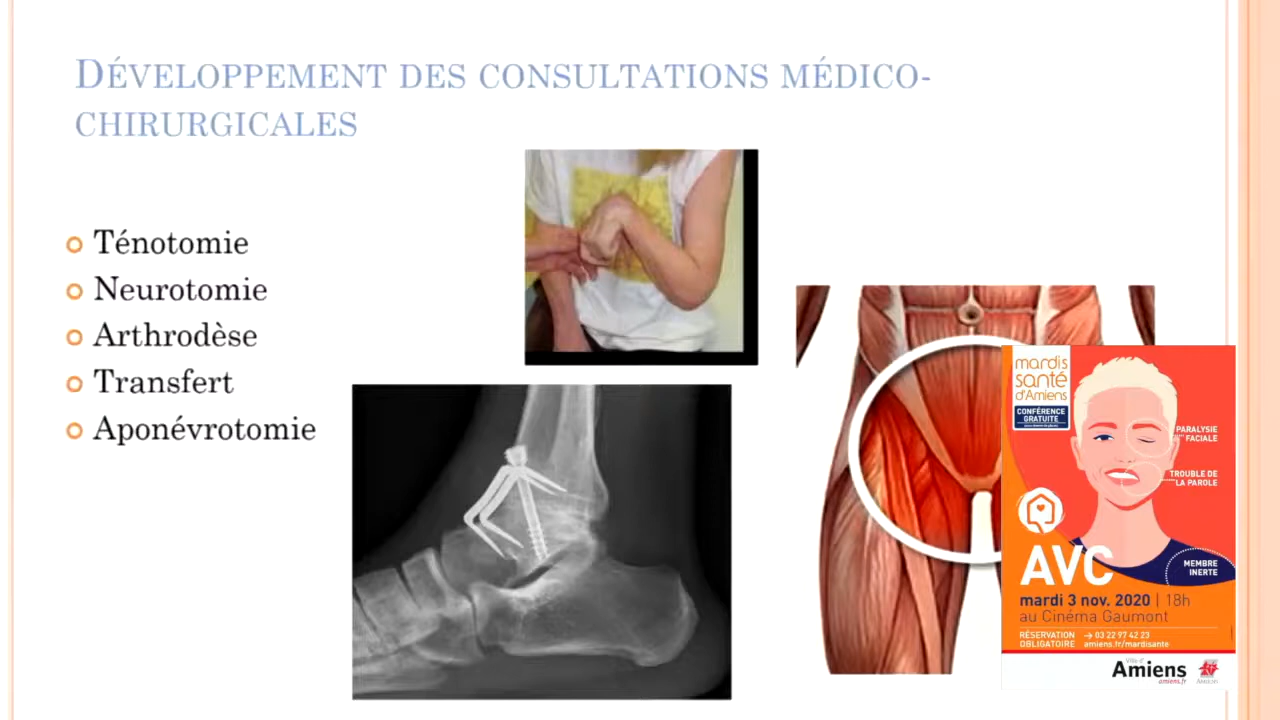 DÉVELOPPEMENT DES CONSULTATIONS MÉDICO-
CHIRURGICALES
Ténotomie
Neurotomie
Arthrodèse
Transfert
Aponévrotomie
mardis
santé
d'Amiens
CONFÉRENCE
GRATUITE
PARALYSIE
FACIALE
TROUBLE DE
LA PAROLE
AVC
MEMBRE
INERTE
mardi 3 nov. 2020 | 18h
au Cinéma Gaumont
RÉSERVATION
OBLIGATOIRE
→ 03 22 97 42 23
amiens.fr/mardisante
Ville d'
Amiens
amiens.fr